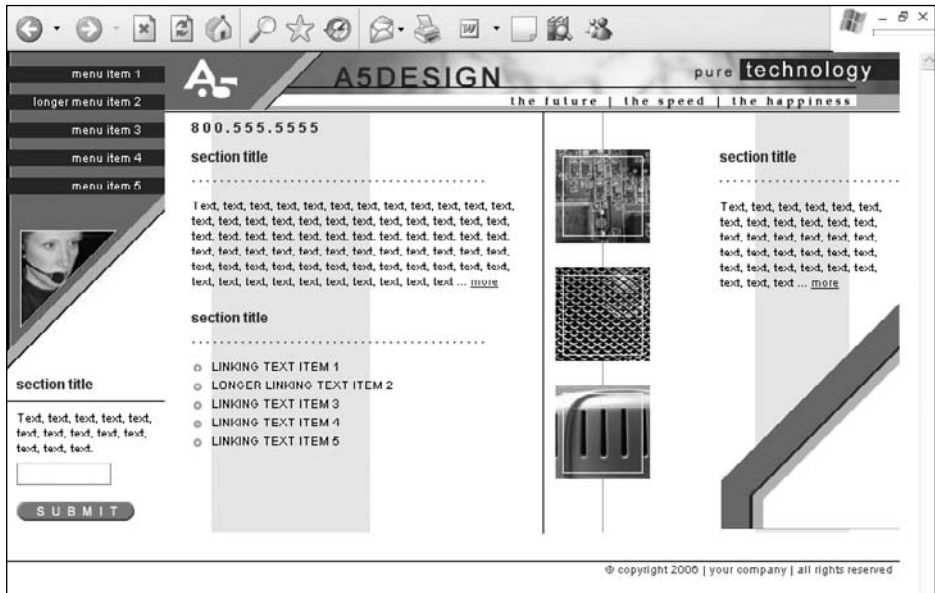 menu item 1
longer menu item 2
menu item 3
menu item 4
menu item 5
A5
A5DESIGN
pure technology
the future | the speed | the happiness
800.555.5555
section title
Text, text, text, text, text, text, text, text, text, text, text, text,
text, text, text, text, text, text, text, text, text, text, text, text,
text, text, text, text, text, text, text, text, text, text, text, text,
text, text, text, text, text, text, text, text, text, text, text, text,
text, text, text, text, text, text, text, text, text, text, text, text,
text, text, text, text, text, text, text, text, text, text ... more
section title
LINKING TEXT ITEM 1
LONGER LINKING TEXT ITEM 2
LINKING TEXT ITEM 3
LINKING TEXT ITEM 4
LINKING TEXT ITEM 5
section title
Text, text, text, text, text, text,
text, text, text, text, text, text,
text, text, text, text, text, text,
text, text, text, text, text, text,
text, text, text, text, text, text,
text, text, text ... more
section title
Text, text, text, text, text, text,
text, text, text, text, text, text,
text, text, text.
SUBMIT
© copyright 2006 | your company | all rights reserved